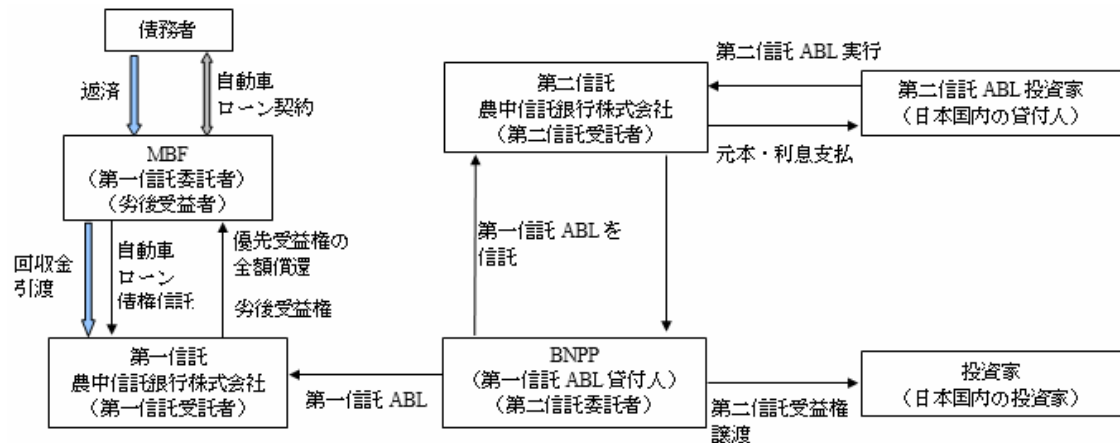 債務者
返済
自動車
ローン契約
MBF
（第一信託委託者）
（劣後受益者）
回収金
引渡
自動車
ローン
債権信託
優先受益権の
全額償還
劣後受益権
第一信託
農中信託銀行株式会社
（第一信託受託者）
第一信託 ABL
第二信託
農中信託銀行株式会社
（第二信託受託者）
第二信託 ABL 実行
元本・利息支払
第二信託 ABL 投資家
（日本国内の貸付人）
第一信託 ABL を
信託
BNPP
（第一信託 ABL 貸付人）
（第二信託委託者）
第二信託受益権
譲渡
投資家
（日本国内の投資家）